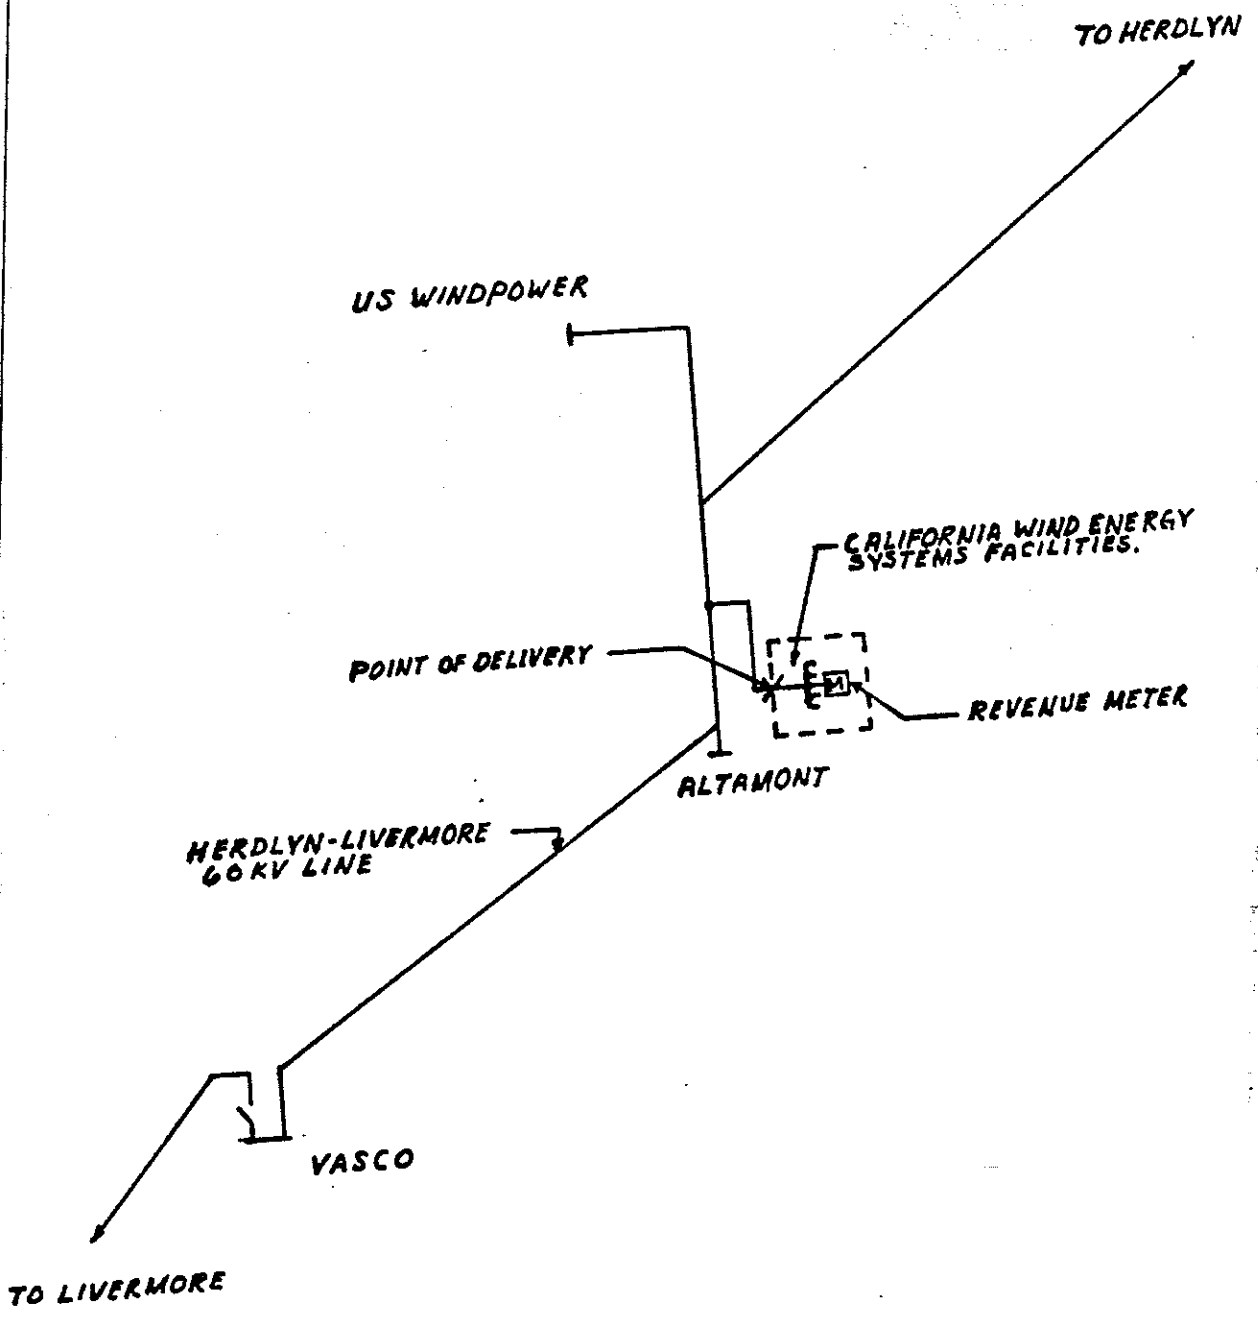 TO HERDLYN
US WINDPOWER
CALIFORNIA WIND ENERGY
SYSTEMS FACILITIES.
POINT OF DELIVERY
M
REVENUE METER
ALTAMONT
HERDLYN-LIVERMORE
60KV LINE
VASCO
TO LIVERMORE